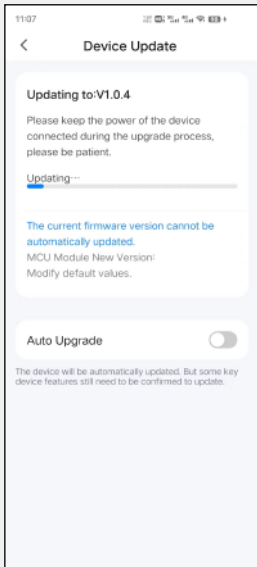 11:07
Device Update
Updating to:V1.0.4
Please keep the power of the device
connected during the upgrade process,
please be patient.
Updating···
The current firmware version cannot be
automatically updated.
MCU Module New Version:
Modify default values.
Auto Upgrade
The device will be automatically updated. But some key
device features still need to be confirmed to update.